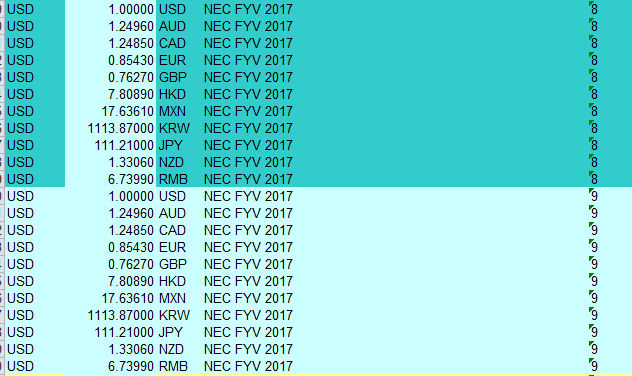 USD 1.00000 USD NEC FYV 2017 8
USD 1.24960 AUD NEC FYV 2017 8
USD 1.24850 CAD NEC FYV 2017 8
USD 0.85430 EUR NEC FYV 2017 8
USD 0.76270 GBP NEC FYV 2017 8
USD 7.80890 HKD NEC FYV 2017 8
USD 17.63610 MXN NEC FYV 2017 8
USD 1113.87000 KRW NEC FYV 2017 8
USD 111.21000 JPY NEC FYV 2017 8
USD 1.33060 NZD NEC FYV 2017 8
USD 6.73990 RMB NEC FYV 2017 8
USD 1.00000 USD NEC FYV 2017 9
USD 1.24960 AUD NEC FYV 2017 9
USD 1.24850 CAD NEC FYV 2017 9
USD 0.85430 EUR NEC FYV 2017 9
USD 0.76270 GBP NEC FYV 2017 9
USD 7.80890 HKD NEC FYV 2017 9
USD 17.63610 MXN NEC FYV 2017 9
USD 1113.87000 KRW NEC FYV 2017 9
USD 111.21000 JPY NEC FYV 2017 9
USD 1.33060 NZD NEC FYV 2017 9
USD 6.73990 RMB NEC FYV 2017 9